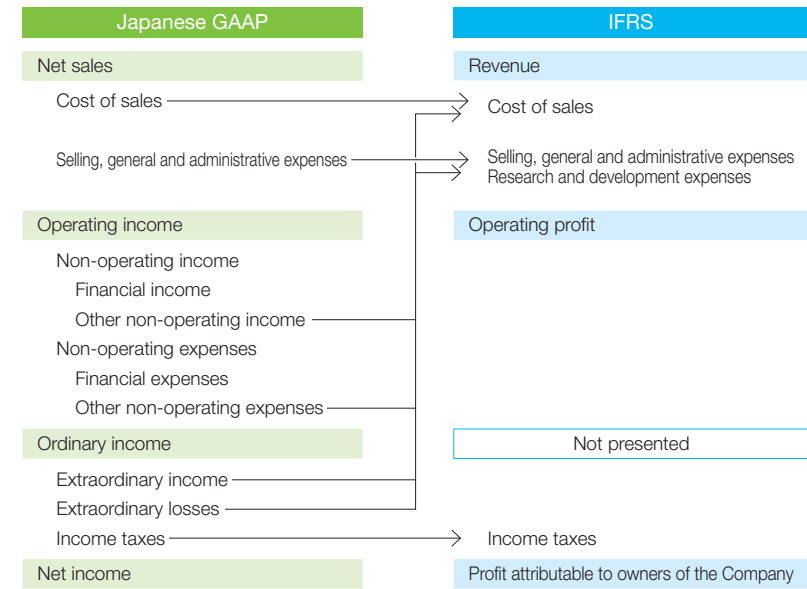 Japanese GAAP
IFRS
Net sales
Revenue
Cost of sales
Cost of sales
Selling, general and administrative expenses
Selling, general and administrative expenses
Research and development expenses
Operating income
Operating profit
Non-operating income
Financial income
Other non-operating income
Non-operating expenses
Financial expenses
Other non-operating expenses
Ordinary income
Not presented
Extraordinary income
Extraordinary losses
Income taxes
Income taxes
Net income
Profit attributable to owners of the Company